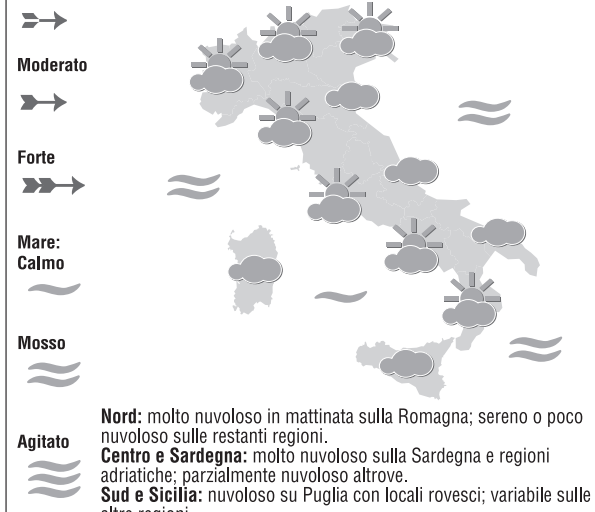 Moderato
Forte
Mare:
Calmo
Mosso
Agitato
Nord: molto nuvoloso in mattinata sulla Romagna; sereno o poco
nuvoloso sulle restanti regioni.
Centro e Sardegna: molto nuvoloso sulla Sardegna e regioni
adriatiche; parzialmente nuvoloso altrove.
Sud e Sicilia: nuvoloso su Puglia con locali rovesci; variabile sulle
altre regioni.